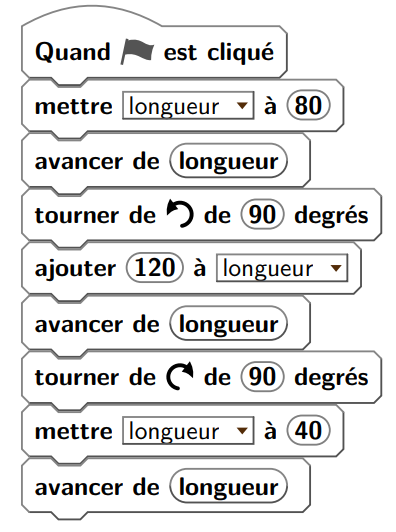 Quand est cliqué
mettre longueur à 80
avancer de longueur
tourner de de 90 degrés
ajouter 120 à longueur
avancer de longueur
tourner de de 90 degrés
mettre longueur à 40
avancer de longueur